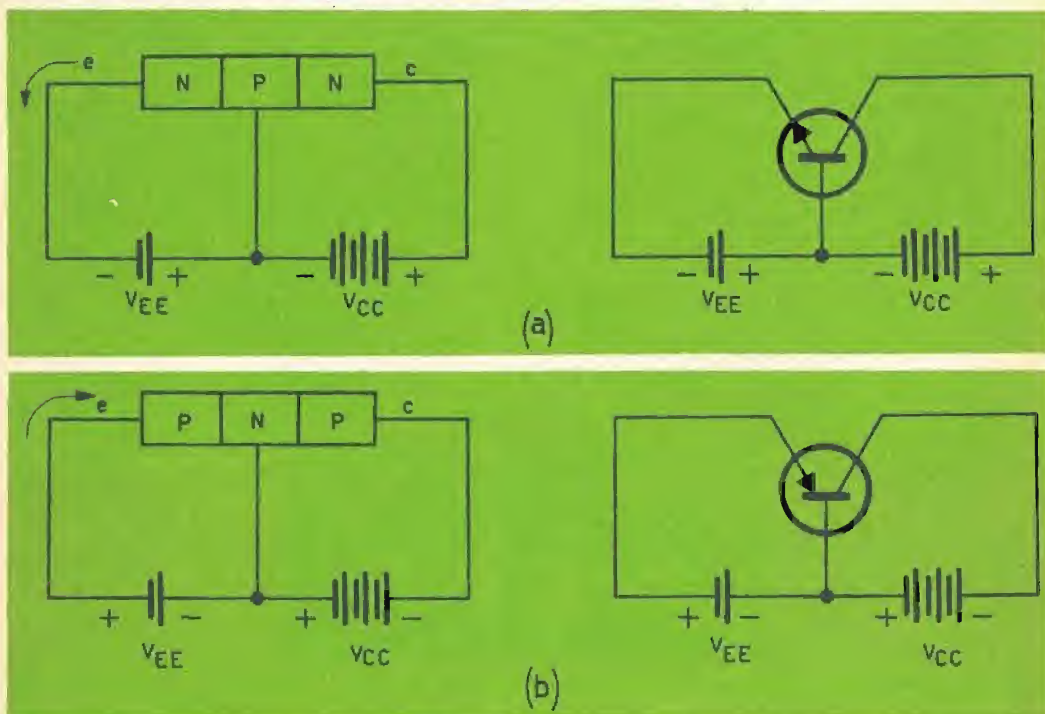 e N P N c
- + - + - + - +
VEE VCC VEE VCC
(a)
e P N P c
+ - + - + - + -
VEE VCC VEE VCC
(b)